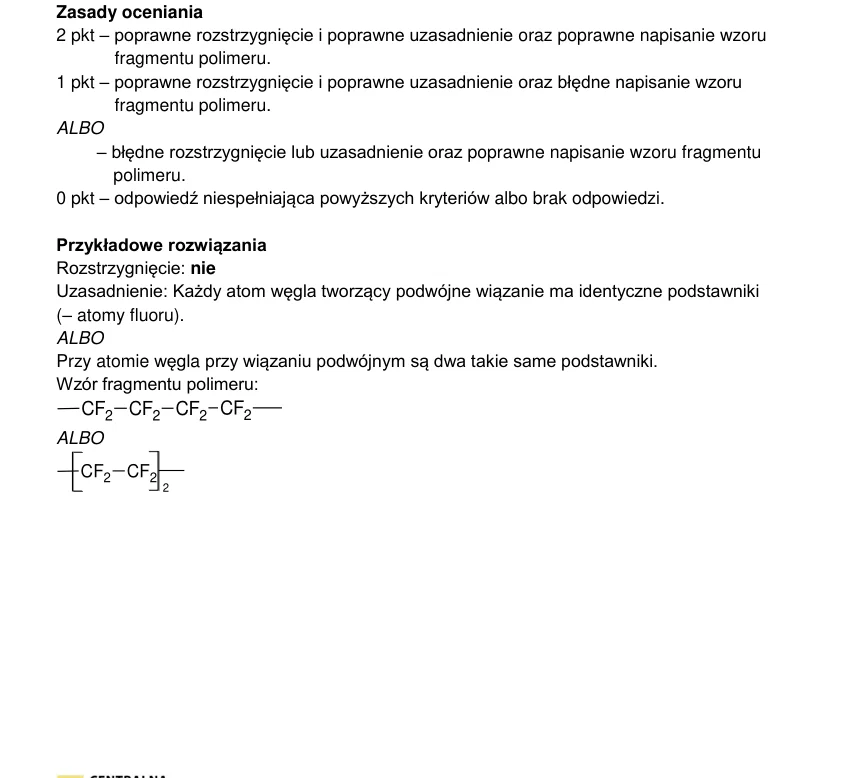 Zasady oceniania
2 pkt – poprawne rozstrzygnięcie i poprawne uzasadnienie oraz poprawne napisanie wzoru
fragmentu polimeru.
1 pkt – poprawne rozstrzygnięcie i poprawne uzasadnienie oraz błędne napisanie wzoru
fragmentu polimeru.
ALBO
– błędne rozstrzygnięcie lub uzasadnienie oraz poprawne napisanie wzoru fragmentu
polimeru.
0 pkt – odpowiedź niespełniająca powyższych kryteriów albo brak odpowiedzi.
Przykładowe rozwiązania
Rozstrzygnięcie: nie
Uzasadnienie: Każdy atom węgla tworzący podwójne wiązanie ma identyczne podstawniki
(– atomy fluoru).
ALBO
Przy atomie węgla przy wiązaniu podwójnym są dwa takie same podstawniki.
Wzór fragmentu polimeru:
—CF₂–CF₂–CF₂–CF₂—
ALBO
–[CF₂–CF₂]₂–
CENTRALNA